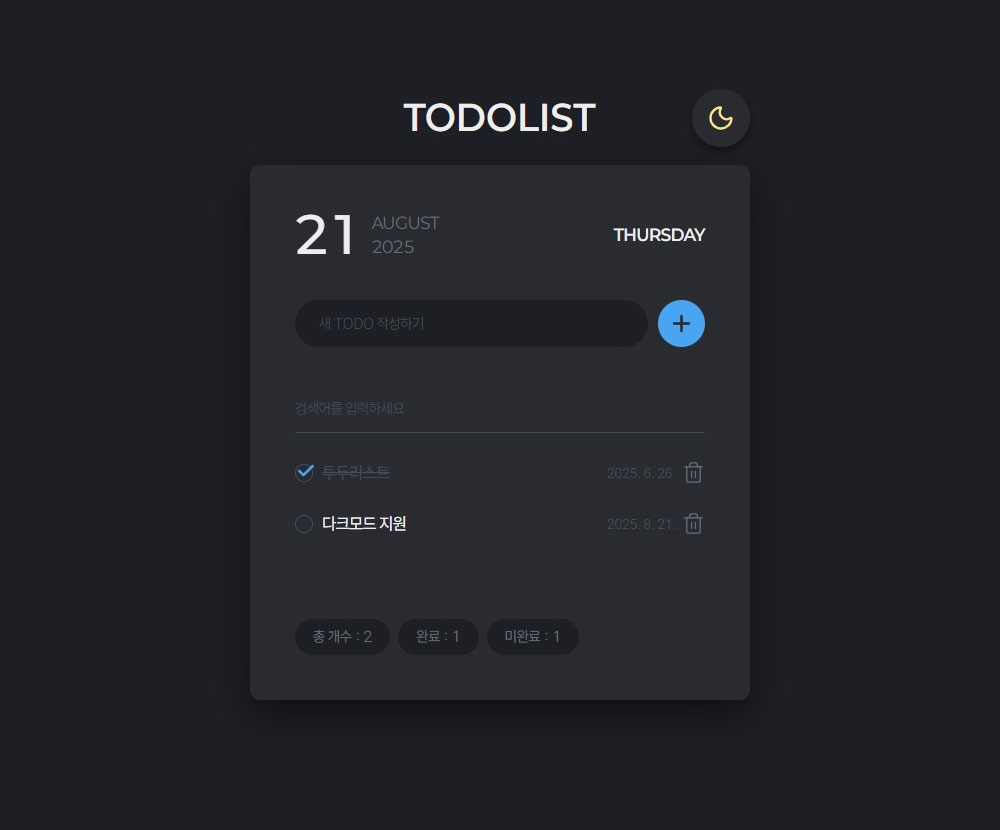 TODOLIST
21
AUGUST
2025
THURSDAY
새 TODO 작성하기
검색어를 입력하세요
투두리스트 2025. 6. 26.
다크모드 지원 2025. 8. 21.
총 개수 : 2 완료 : 1 미완료 : 1